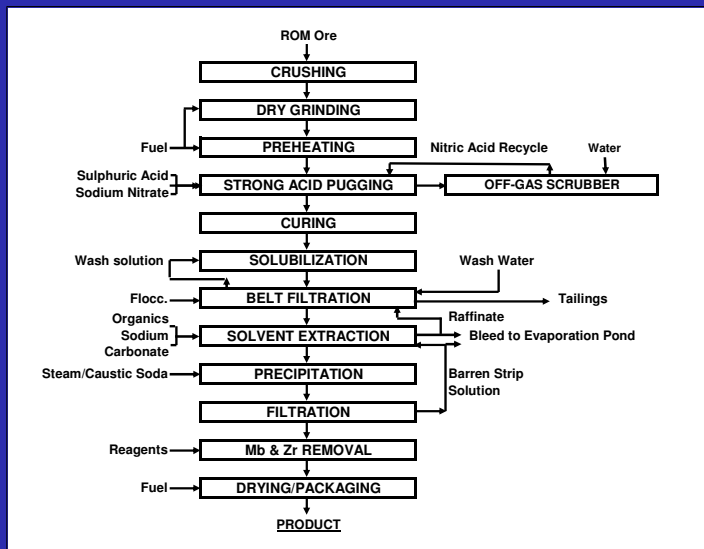 ROM Ore
CRUSHING
DRY GRINDING
Fuel
PREHEATING
Nitric Acid Recycle
Water
Sulphuric Acid
Sodium Nitrate
STRONG ACID PUGGING
OFF-GAS SCRUBBER
CURING
Wash solution
SOLUBILIZATION
Wash Water
Flocc.
BELT FILTRATION
Tailings
Organics
Sodium
Carbonate
SOLVENT EXTRACTION
Raffinate
Bleed to Evaporation Pond
Steam/Caustic Soda
PRECIPITATION
Barren Strip
Solution
FILTRATION
Reagents
Mb & Zr REMOVAL
Fuel
DRYING/PACKAGING
PRODUCT